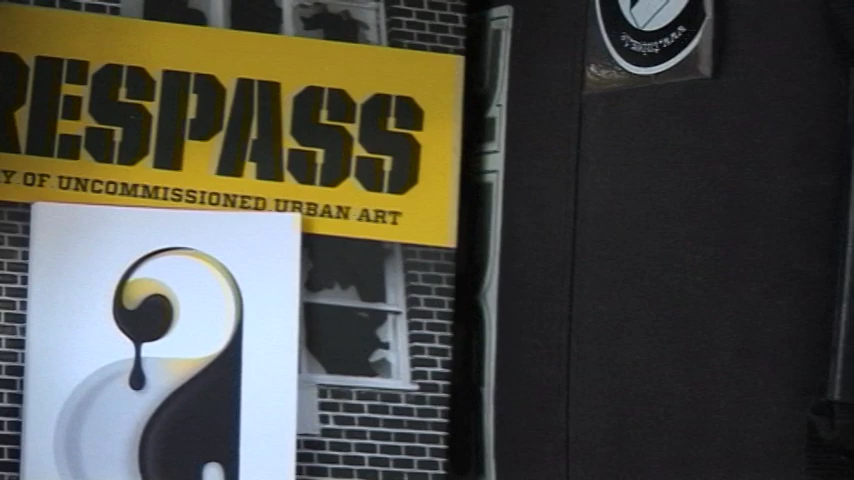 RESPASS
Y OF UNCOMMISSIONED URBAN ART
a